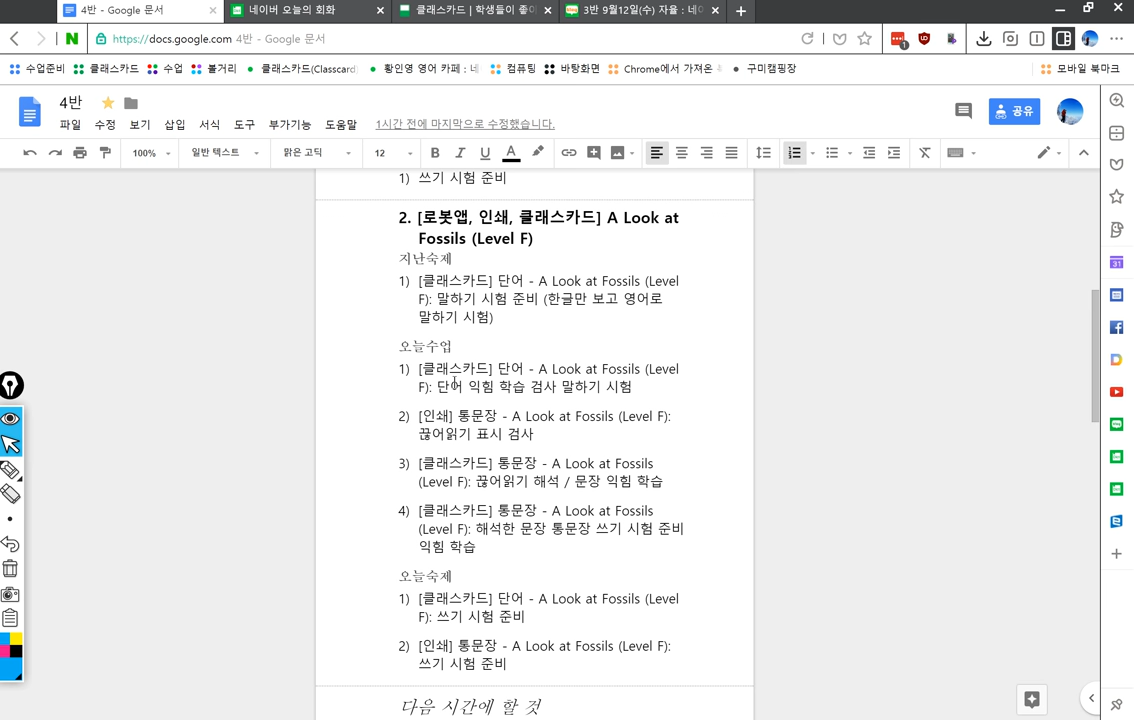 4반 - Google 문서
네이버 오늘의 회화
클래스카드 | 학생들이 좋아
3반 9월12일(수) 자율 : 네이
https://docs.google.com 4반 - Google 문서
수업준비 클래스카드 수업 볼거리 클래스카드(Classcard 황인영 영어 카페 : 네 컴퓨팅 바탕화면 Chrome에서 가져온 구미캠핑장 모바일 북마크
4반
공유
파일 수정 보기 삽입 서식 도구 부가기능 도움말 1시간 전에 마지막으로 수정했습니다.
100% 일반 텍스트 맑은 고딕 12
1) 쓰기 시험 준비
2. [로봇앱, 인쇄, 클래스카드] A Look at
Fossils (Level F)
지난숙제
1) [클래스카드] 단어 - A Look at Fossils (Level
F): 말하기 시험 준비 (한글만 보고 영어로
말하기 시험)
오늘수업
1) [클래스카드] 단어 - A Look at Fossils (Level
F): 단어 익힘 학습 검사 말하기 시험
2) [인쇄] 통문장 - A Look at Fossils (Level F):
끊어읽기 표시 검사
3) [클래스카드] 통문장 - A Look at Fossils
(Level F): 끊어읽기 해석 / 문장 익힘 학습
4) [클래스카드] 통문장 - A Look at Fossils
(Level F): 해석한 문장 통문장 쓰기 시험 준비
익힘 학습
오늘숙제
1) [클래스카드] 단어 - A Look at Fossils (Level
F): 쓰기 시험 준비
2) [인쇄] 통문장 - A Look at Fossils (Level F):
쓰기 시험 준비
다음 시간에 할 것